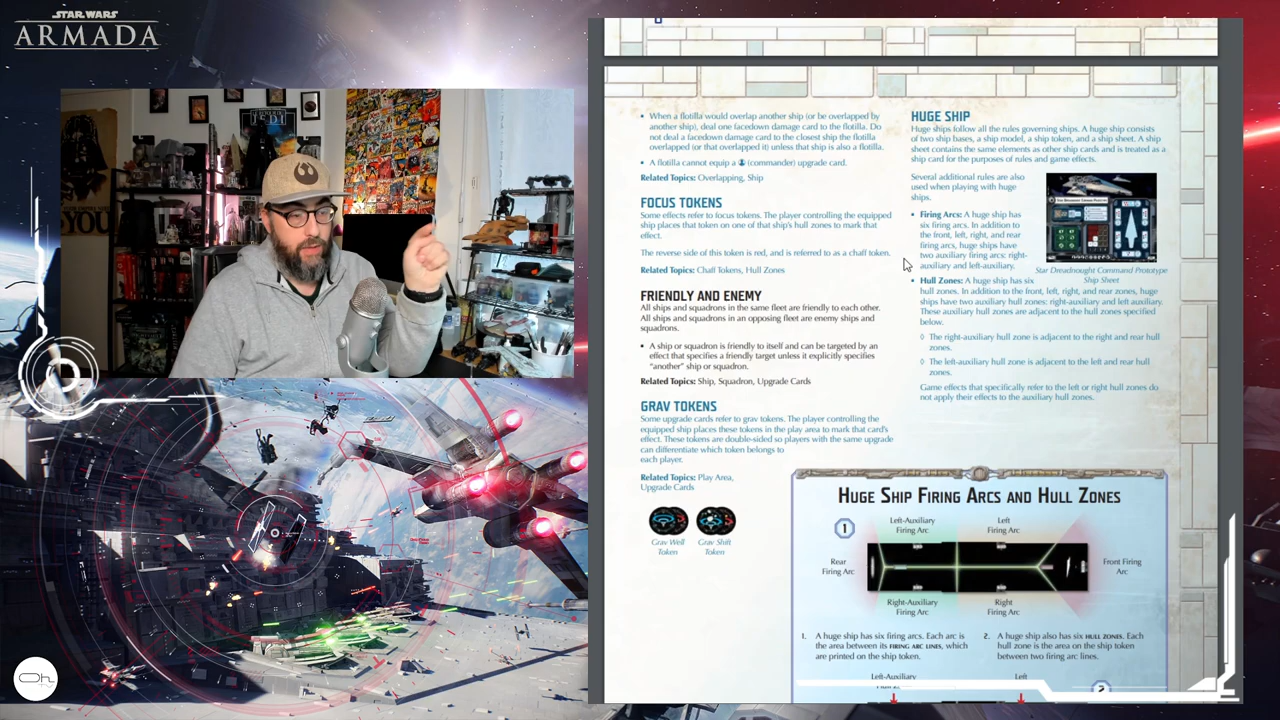 STAR WARS
ARMADA
YOU
JEDI
Oh
• When a flotilla would overlap another ship (or be overlapped by
another ship), deal one facedown damage card to the flotilla. Do
not deal a facedown damage card to the closest ship the flotilla
overlapped (or that overlapped it) unless that ship is also a flotilla.
• A flotilla cannot equip a (commander) upgrade card.
Related Topics: Overlapping, Ship
FOCUS TOKENS
Some effects refer to focus tokens. The player controlling the equipped
ship places that token on one of that ship's hull zones to mark that
effect.
The reverse side of this token is red, and is referred to as a chaff token.
Related Topics: Chaff Tokens, Hull Zones
FRIENDLY AND ENEMY
All ships and squadrons in the same fleet are friendly to each other.
All ships and squadrons in an opposing fleet are enemy ships and
squadrons.
• A ship or squadron is friendly to itself and can be targeted by an
effect that specifies a friendly target unless it explicitly specifies
"another" ship or squadron.
Related Topics: Ship, Squadron, Upgrade Cards
GRAV TOKENS
Some upgrade cards refer to grav tokens. The player controlling the
equipped ship places these tokens in the play area to mark that card's
effect. These tokens are double-sided so players with the same upgrade
can differentiate which token belongs to
each player.
Related Topics: Play Area,
Upgrade Cards
Grav Well
Token
Grav Shift
Token
HUGE SHIP
Huge ships follow all the rules governing ships. A huge ship consists
of two ship bases, a ship model, a ship token, and a ship sheet. A ship
sheet contains the same elements as other ship cards and is treated as a
ship card for the purposes of rules and game effects.
Several additional rules are also
used when playing with huge
ships.
• Firing Arcs: A huge ship has
six firing arcs. In addition to
the front, left, right, and rear
firing arcs, huge ships have
two auxiliary firing arcs: right-
auxiliary and left-auxiliary.
Star Dreadnought Command Prototype
Ship Sheet
• Hull Zones: A huge ship has six
hull zones. In addition to the front, left, right, and rear zones, huge
ships have two auxiliary hull zones: right-auxiliary and left auxiliary.
These auxiliary hull zones are adjacent to the hull zones specified
below.
◊ The right-auxiliary hull zone is adjacent to the right and rear hull
zones.
◊ The left-auxiliary hull zone is adjacent to the left and rear hull
zones.
Game effects that specifically refer to the left or right hull zones do
not apply their effects to the auxiliary hull zones.
HUGE SHIP FIRING ARCS AND HULL ZONES
1
Left-Auxiliary
Firing Arc
Left
Firing Arc
Rear
Firing Arc
Front Firing
Arc
Right-Auxiliary
Firing Arc
Right
Firing Arc
1. A huge ship has six firing arcs. Each arc is
the area between its FIRING ARC LINES, which
are printed on the ship token.
2. A huge ship also has six HULL ZONES. Each
hull zone is the area on the ship token
between two firing arc lines.
Left-Auxiliary
Left
2